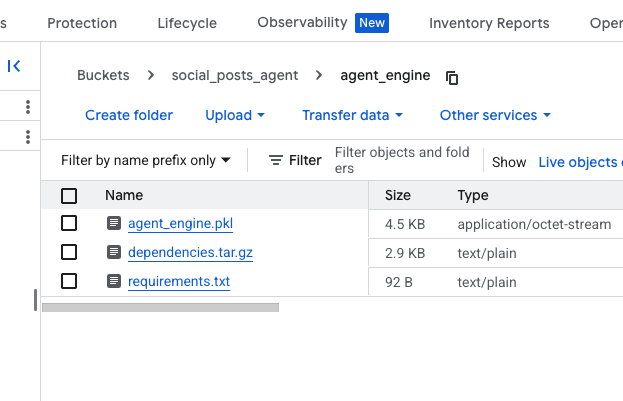 s Protection Lifecycle Observability New Inventory Reports Oper
Buckets > social_posts_agent > agent_engine
Create folder Upload Transfer data Other services
Filter by name prefix only Filter Filter objects and fold
ers
Show Live objects o
Name Size Type
agent_engine.pkl 4.5 KB application/octet-stream
dependencies.tar.gz 2.9 KB text/plain
requirements.txt 92 B text/plain